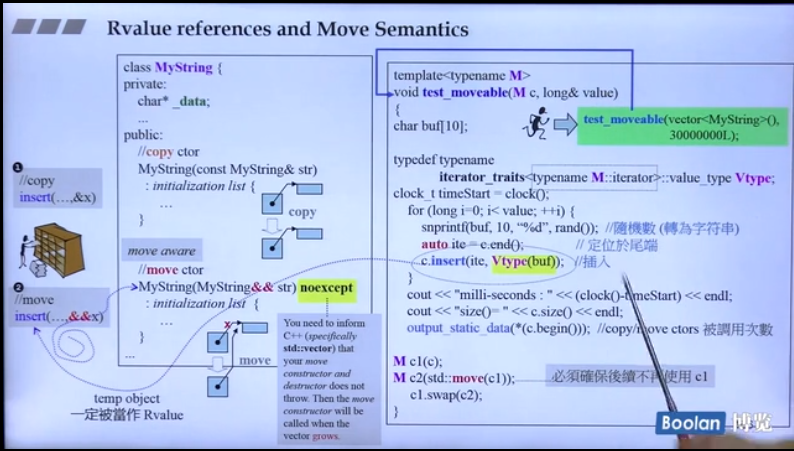 Rvalue references and Move Semantics
class MyString {
private:
char* _data;
...
public:
//copy ctor
MyString(const MyString& str)
: initialization list {
...
}
copy
move aware
//move ctor
MyString(MyString&& str) noexcept
: initialization list {
...
}
...
x
move
❶
//copy
insert(…,&x)
❷
//move
insert(…,&&x)
temp object
一定被當作 Rvalue
You need to inform
C++ (specifically
std::vector) that
your move
constructor and
destructor does not
throw. Then the move
constructor will be
called when the
vector grows.
template<typename M>
void test_moveable(M c, long& value)
{
char buf[10];
test_moveable(vector<MyString>(),
30000000L);
typedef typename
iterator_traits<typename M::iterator>::value_type Vtype;
clock_t timeStart = clock();
for (long i=0; i< value; ++i) {
snprintf(buf, 10, "%d", rand()); //隨機數 (轉為字符串)
auto ite = c.end(); // 定位於尾端
c.insert(ite, Vtype(buf)); //插入
}
cout << "milli-seconds : " << (clock()-timeStart) << endl;
cout << "size()= " << c.size() << endl;
output_static_data(*(c.begin())); //copy/move ctors 被調用次數
M c1(c);
M c2(std::move(c1)); 必須確保後續不再使用 c1
c1.swap(c2);
}
Boolan 博览